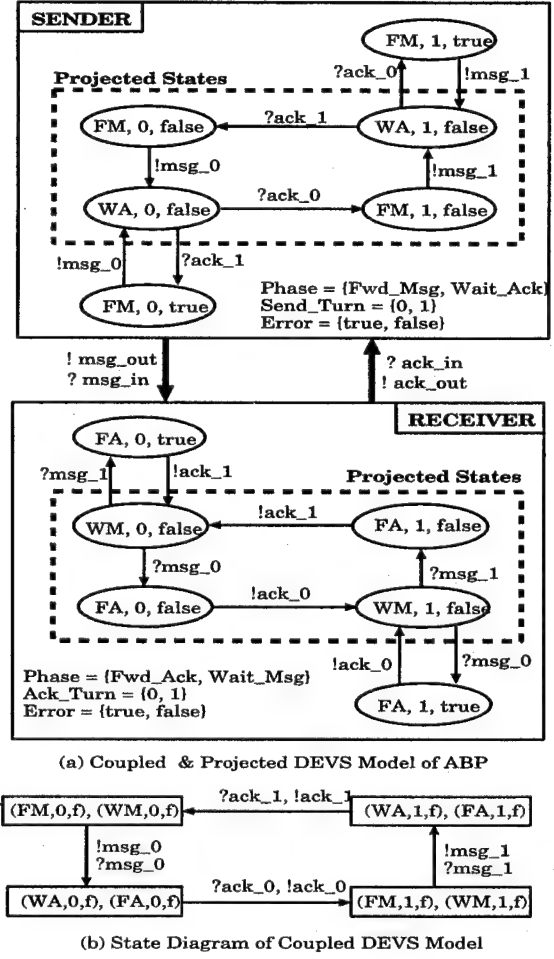 SENDER
FM, 1, true
?ack_0
!msg_1
Projected States
FM, 0, false
?ack_1
WA, 1, false
!msg_0
!msg_1
WA, 0, false
?ack_0
FM, 1, false
!msg_0
?ack_1
FM, 0, true
Phase = {Fwd_Msg, Wait_Ack}
Send_Turn = {0, 1}
Error = {true, false}
! msg_out
? msg_in
? ack_in
! ack_out
RECEIVER
FA, 0, true
?msg_1
!ack_1
Projected States
WM, 0, false
!ack_1
FA, 1, false
?msg_0
?msg_1
FA, 0, false
!ack_0
WM, 1, false
!ack_0
?msg_0
FA, 1, true
Phase = {Fwd_Ack, Wait_Msg}
Ack_Turn = {0, 1}
Error = {true, false}
(a) Coupled & Projected DEVS Model of ABP
(FM,0,f), (WM,0,f)
?ack_1, !ack_1
(WA,1,f), (FA,1,f)
!msg_0
?msg_0
!msg_1
?msg_1
(WA,0,f), (FA,0,f)
?ack_0, !ack_0
(FM,1,f), (WM,1,f)
(b) State Diagram of Coupled DEVS Model